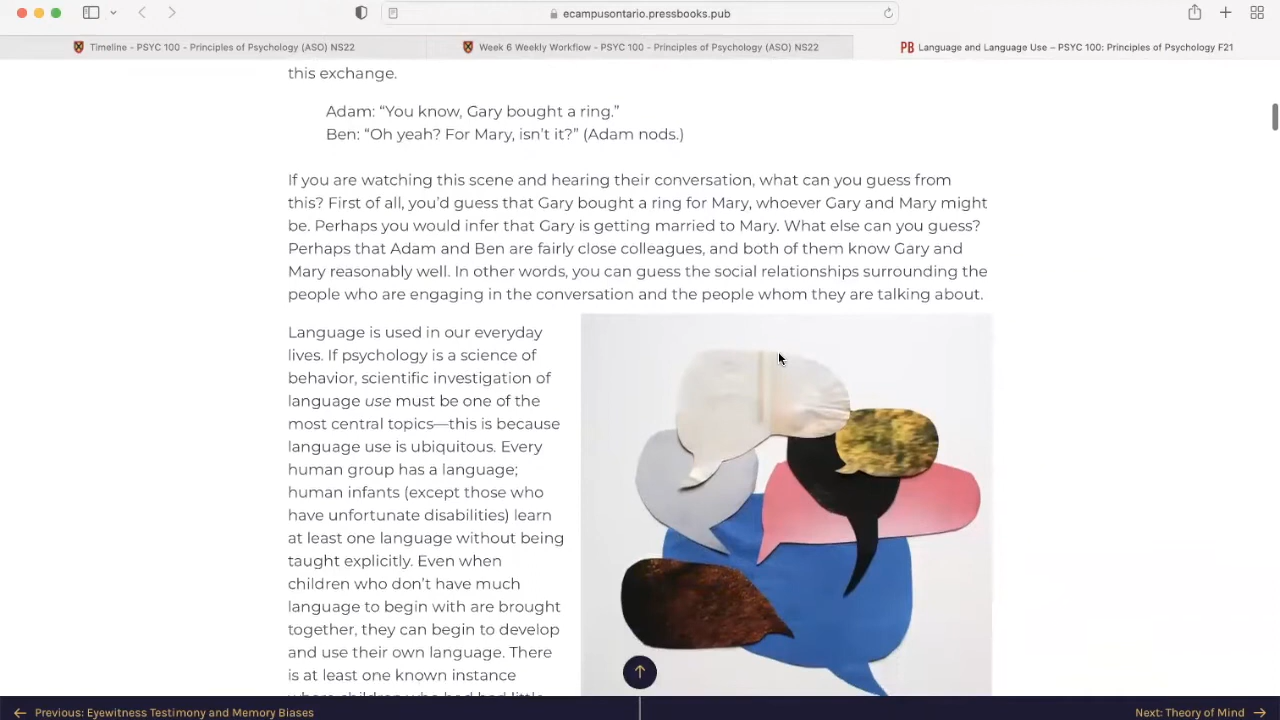 ecampusontario.pressbooks.pub
Timeline - PSYC 100 - Principles of Psychology (ASO) NS22
Week 6 Weekly Workflow - PSYC 100 - Principles of Psychology (ASO) NS22
PB Language and Language Use – PSYC 100: Principles of Psychology F21
this exchange.
Adam: “You know, Gary bought a ring.”
Ben: “Oh yeah? For Mary, isn’t it?” (Adam nods.)
If you are watching this scene and hearing their conversation, what can you guess from
this? First of all, you’d guess that Gary bought a ring for Mary, whoever Gary and Mary might
be. Perhaps you would infer that Gary is getting married to Mary. What else can you guess?
Perhaps that Adam and Ben are fairly close colleagues, and both of them know Gary and
Mary reasonably well. In other words, you can guess the social relationships surrounding the
people who are engaging in the conversation and the people whom they are talking about.
Language is used in our everyday
lives. If psychology is a science of
behavior, scientific investigation of
language use must be one of the
most central topics—this is because
language use is ubiquitous. Every
human group has a language;
human infants (except those who
have unfortunate disabilities) learn
at least one language without being
taught explicitly. Even when
children who don’t have much
language to begin with are brought
together, they can begin to develop
and use their own language. There
is at least one known instance
where children who had had little
Previous: Eyewitness Testimony and Memory Biases
Next: Theory of Mind